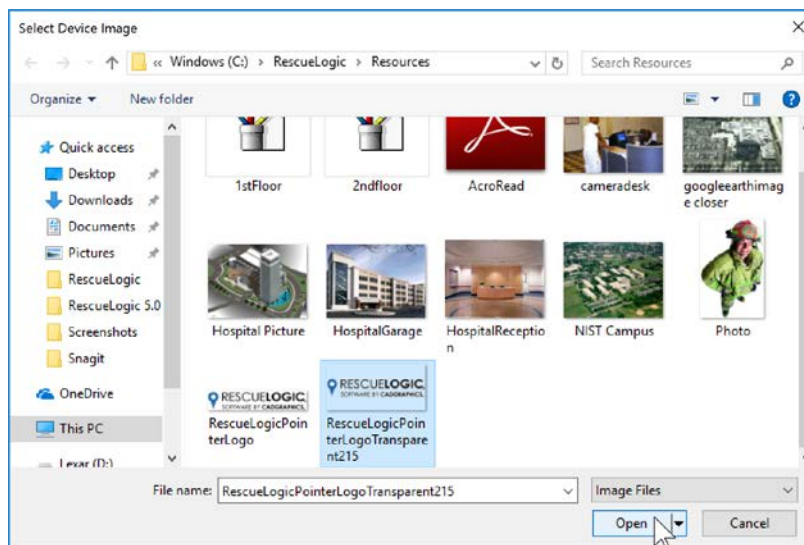 Select Device Image
« Windows (C:) › RescueLogic › Resources
Search Resources
Organize
New folder
Quick access
Desktop
Downloads
Documents
Pictures
RescueLogic
RescueLogic 5.0
Screenshots
Snagit
OneDrive
This PC
Lexar (D:)
1stFloor
2ndfloor
AcroRead
cameradesk
googleearthimag
e closer
Hospital Picture
HospitalGarage
HospitalReceptio
n
NIST Campus
Photo
RESCUELOGIC
SOFTWARE BY CADGRAPHICS
RescueLogicPoin
terLogo
RESCUELOGIC
SOFTWARE BY CADGRAPHICS
RescueLogicPoin
terLogoTranspare
nt215
File name:
RescueLogicPointerLogoTransparent215
Image Files
Open
Cancel